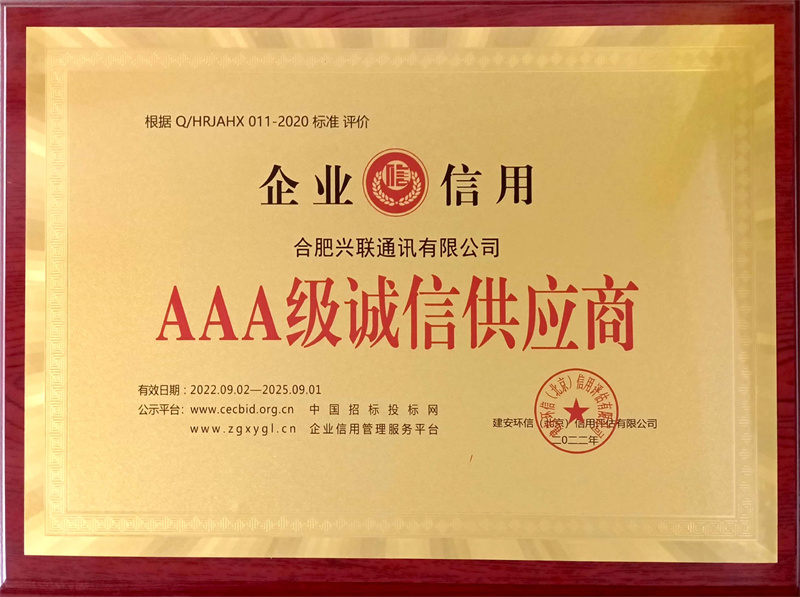 根据 Q/HRJAHX 011-2020 标准 评价
企业 信用
合肥兴联通讯有限公司
AAA级诚信供应商
有效日期：2022.09.02—2025.09.01
公示平台：www.cecbid.org.cn 中国招标投标网
www.zgxygl.cn 企业信用管理服务平台
建安环信（北京）信用评估有限公司
二〇二二年